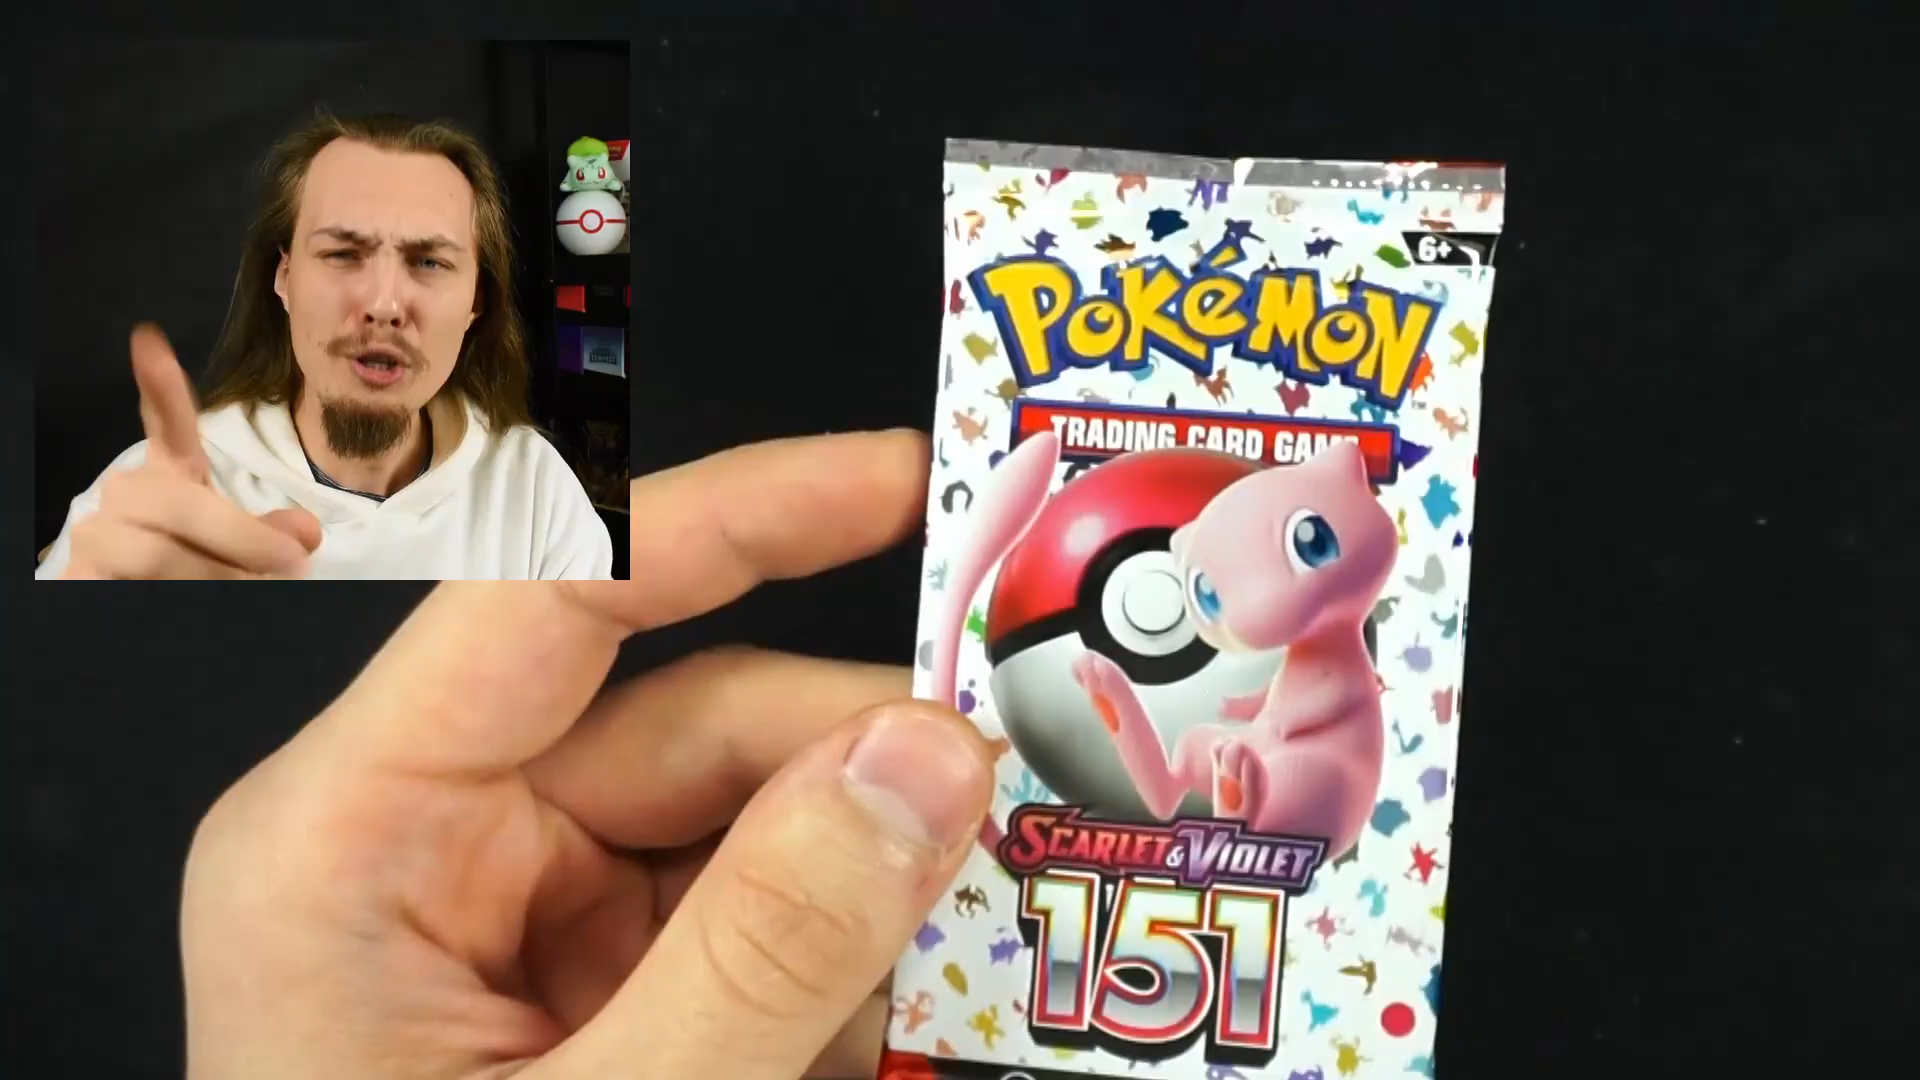 6+
POKéMON
TRADING CARD GAME
SCARLET & VIOLET
151